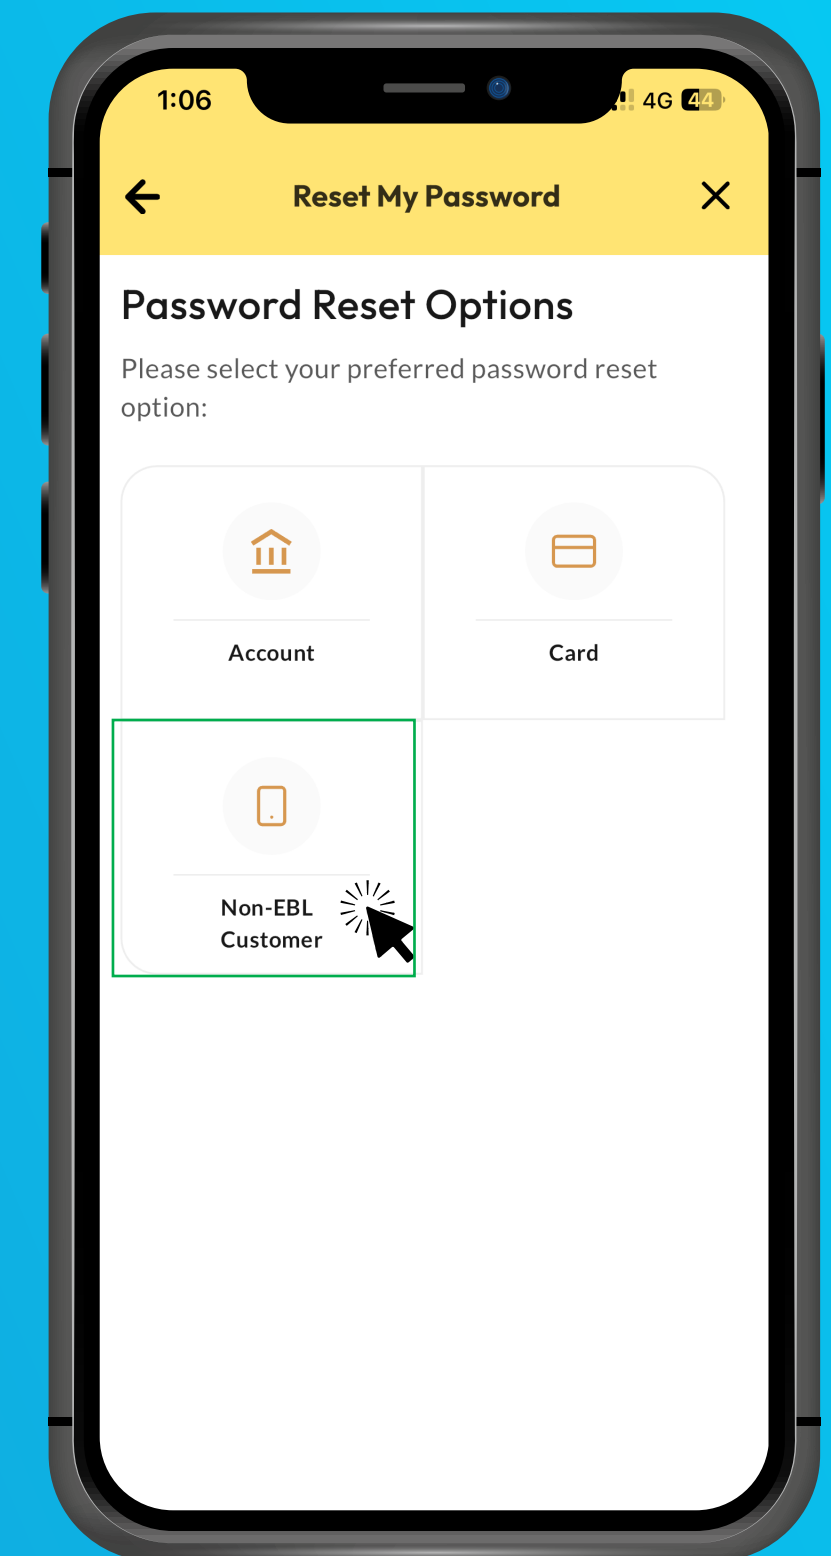 1:06 4G 44
Reset My Password
Password Reset Options
Please select your preferred password reset
option:
Account Card
Non-EBL
Customer